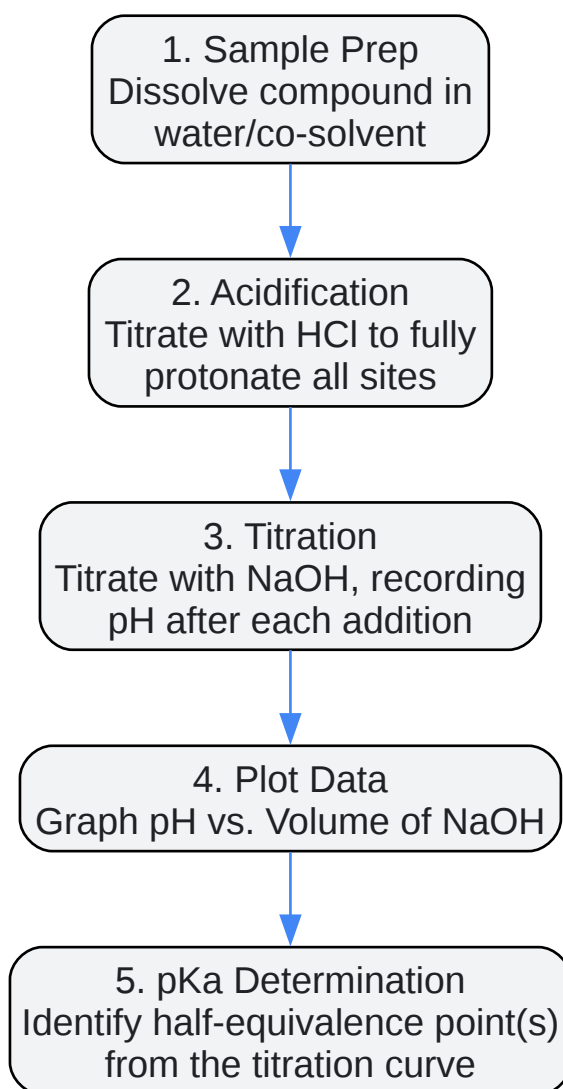 1. Sample Prep
Dissolve compound in
water/co-solvent
2. Acidification
Titrate with HCl to fully
protonate all sites
3. Titration
Titrate with NaOH, recording
pH after each addition
4. Plot Data
Graph pH vs. Volume of NaOH
5. pKa Determination
Identify half-equivalence point(s)
from the titration curve